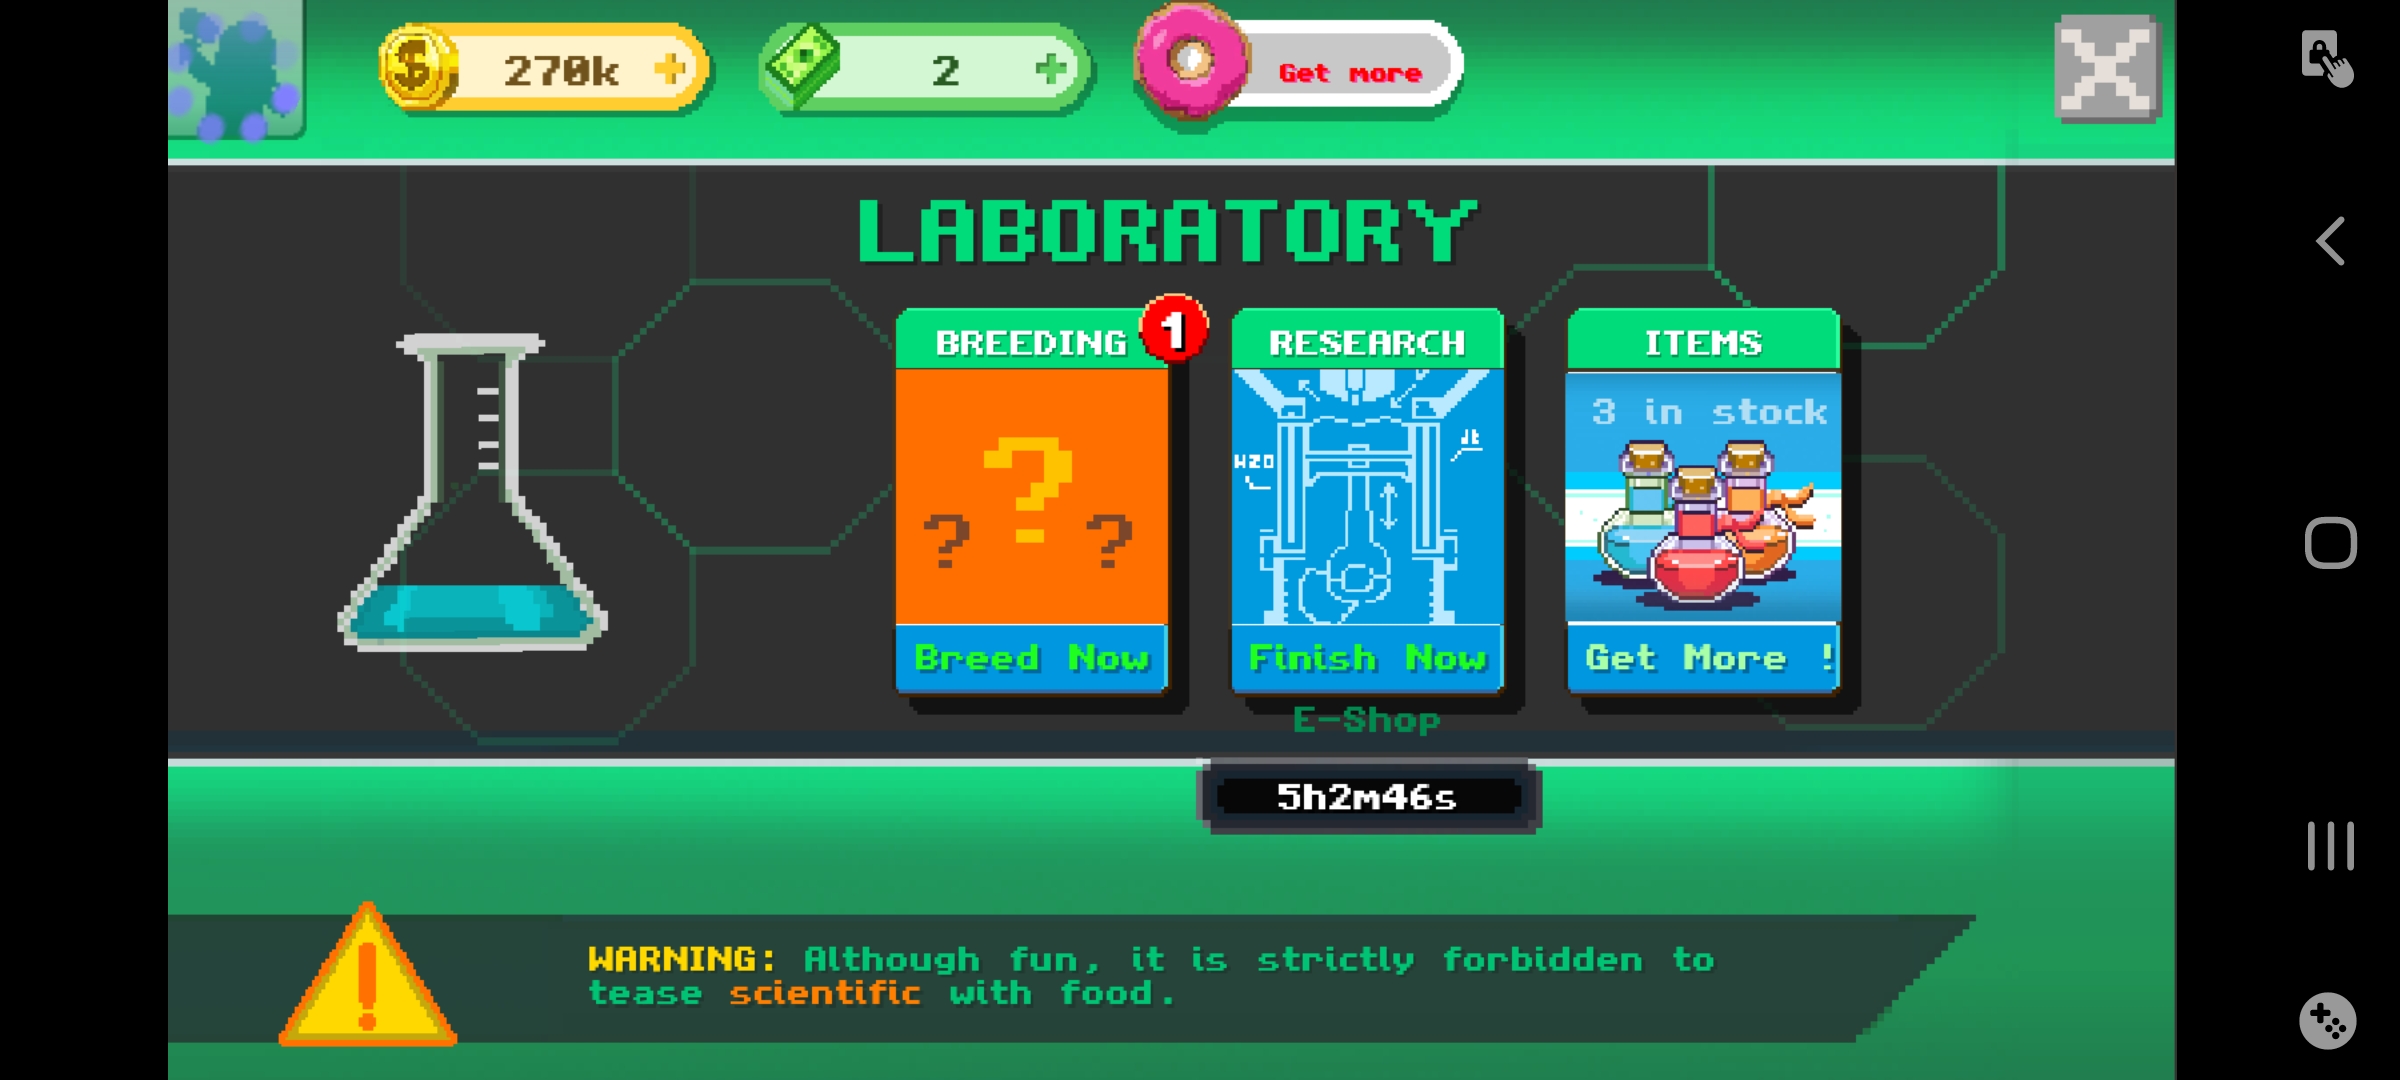 270k
2
Get more
LABORATORY
BREEDING 1
RESEARCH
ITEMS
3 in stock
H2O
Breed Now
Finish Now
Get More !
E-Shop
5h2m46s
WARNING: Although fun, it is strictly forbidden to
tease scientific with food.